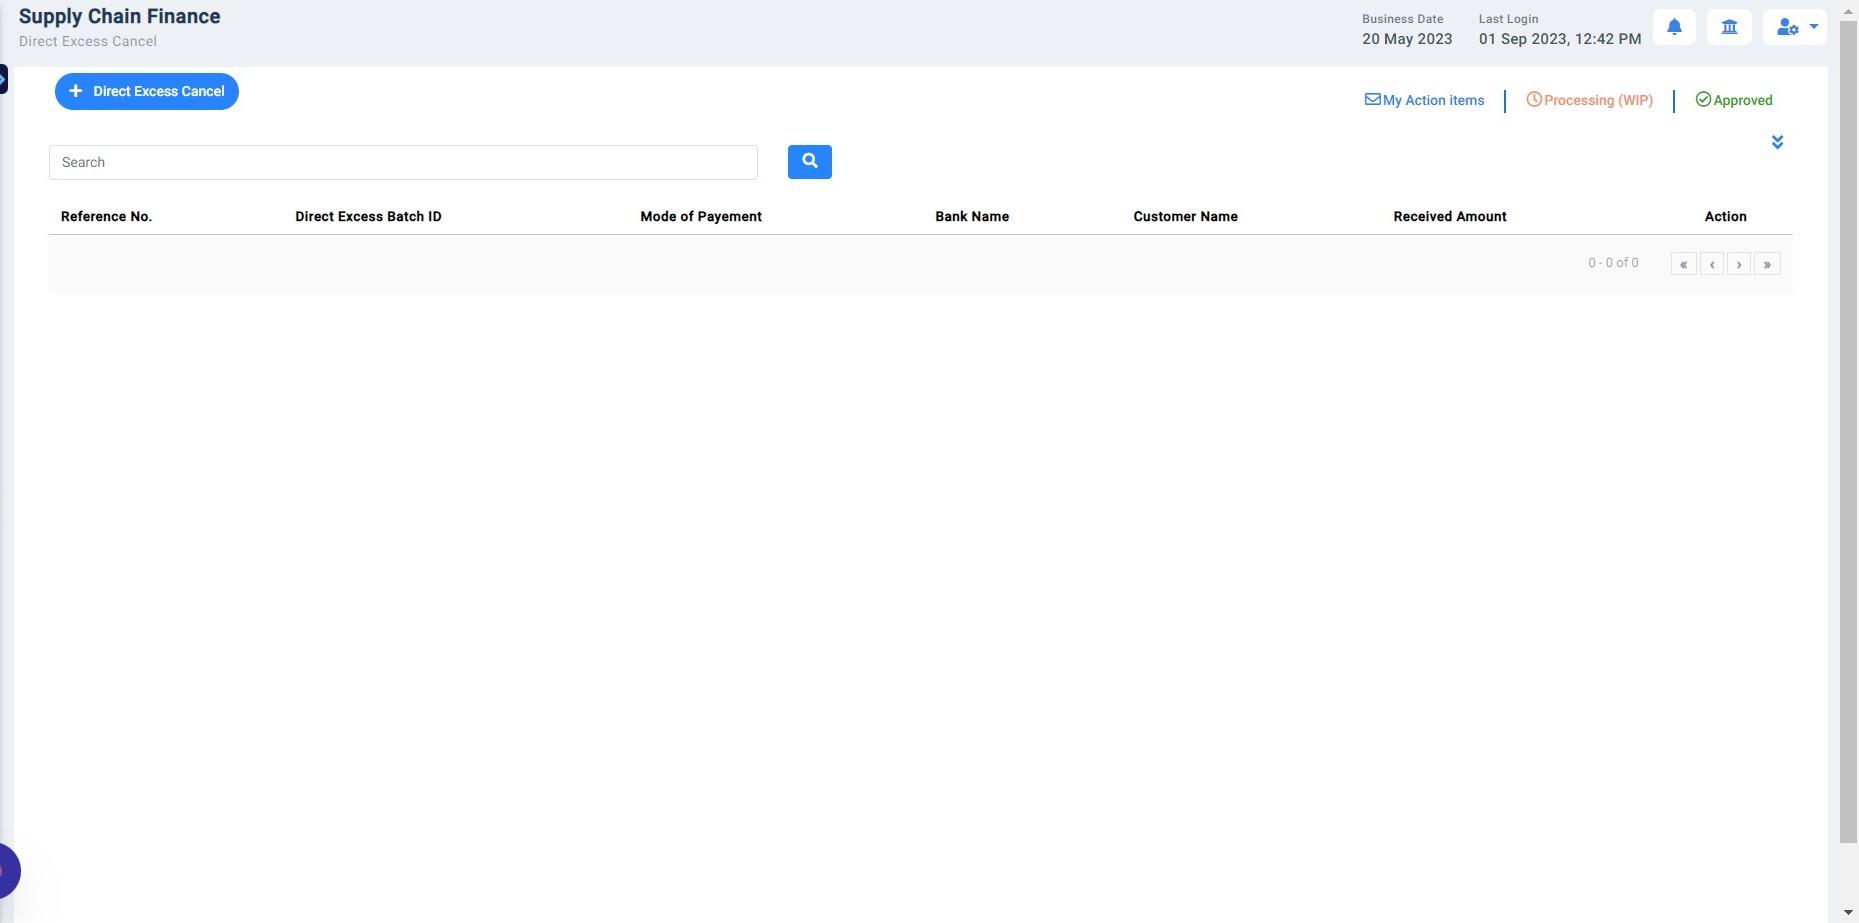 Supply Chain Finance
Direct Excess Cancel
Business Date
20 May 2023
Last Login
01 Sep 2023, 12:42 PM
Direct Excess Cancel
My Action items
Processing (WIP)
Approved
Search
Reference No. Direct Excess Batch ID Mode of Payement Bank Name Customer Name Received Amount Action
0 - 0 of 0 « ‹ › »